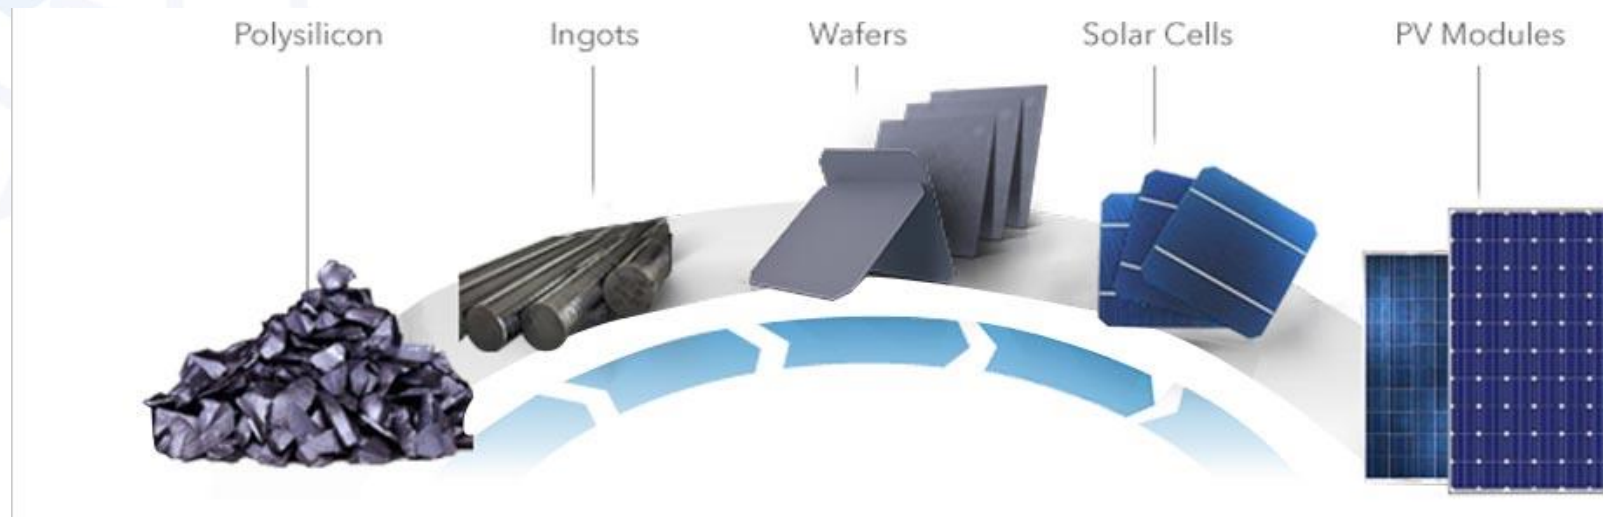 Polysilicon
Ingots
Wafers
Solar Cells
PV Modules